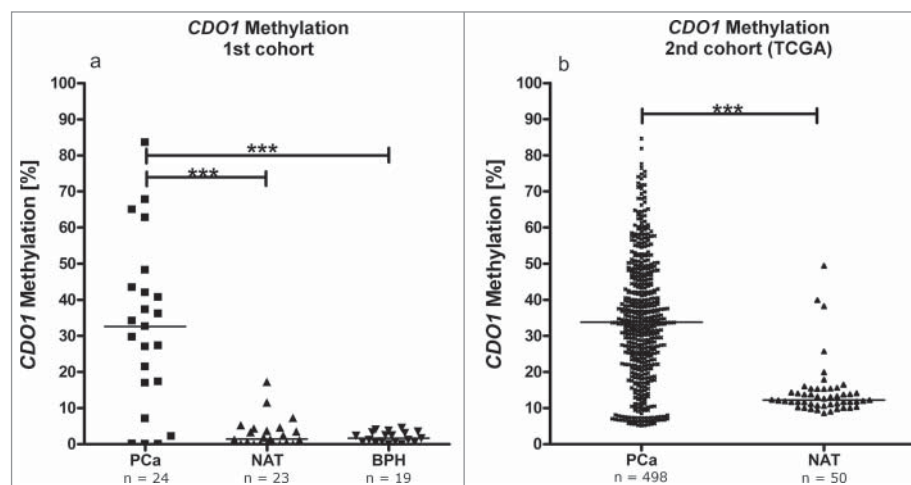 CDO1 Methylation
1st cohort
a
CDO1 Methylation [%]
100
90
80
70
60
50
40
30
20
10
0
***
***
PCa
NAT
BPH
n = 24
n = 23
n = 19
CDO1 Methylation
2nd cohort (TCGA)
b
CDO1 Methylation [%]
100
90
80
70
60
50
40
30
20
10
0
***
PCa
NAT
n = 498
n = 50